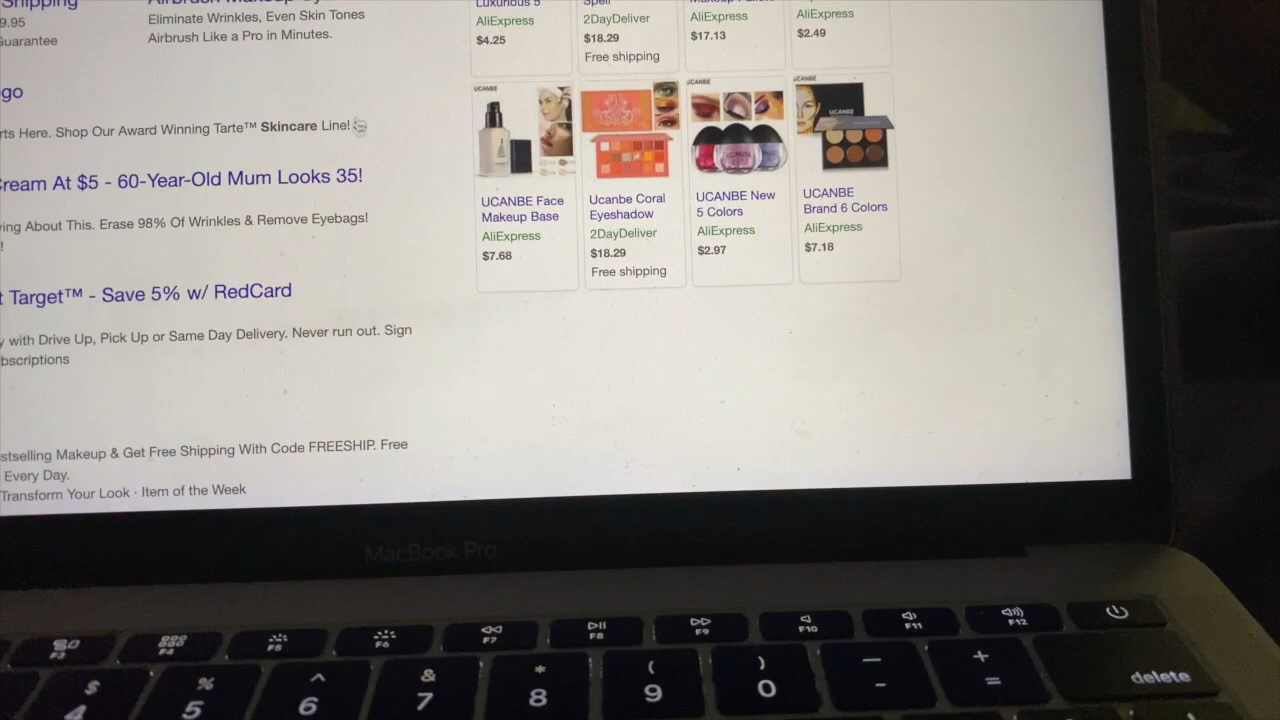 Shipping
9.95
Guarantee
Eliminate Wrinkles, Even Skin Tones
Airbrush Like a Pro in Minutes.
go
rts Here. Shop Our Award Winning Tarte™ Skincare Line!
Cream At $5 - 60-Year-Old Mum Looks 35!
ying About This. Erase 98% Of Wrinkles & Remove Eyebags!
!
t Target™ - Save 5% w/ RedCard
y with Drive Up, Pick Up or Same Day Delivery. Never run out. Sign
bscriptions
stselling Makeup & Get Free Shipping With Code FREESHIP. Free
Every Day.
Transform Your Look · Item of the Week
Luxurious 5
AliExpress
$4.25
Spell
2DayDeliver
$18.29
Free shipping
AliExpress
$17.13
AliExpress
$2.49
UCANBE
UCANBE Face
Makeup Base
AliExpress
$7.68
Ucanbe Coral
Eyeshadow
2DayDeliver
$18.29
Free shipping
UCANBE
UCANBE
UCANBE New
5 Colors
AliExpress
$2.97
UCANBE
UCANBE
UCANBE
Brand 6 Colors
AliExpress
$7.18
MacBook Pro
F3
F4
F5
F6
F7
F8
F9
F10
F11
F12
$
4
%
5
^
6
&
7
*
8
(
9
)
0
—
-
+
=
delete